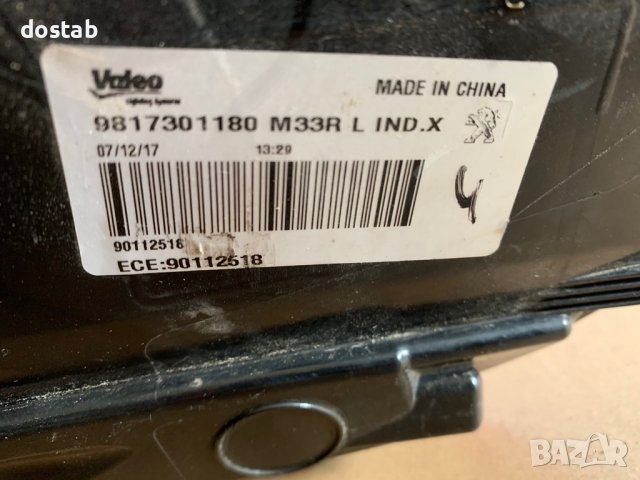 dostab
Valeo
Lighting Systems
MADE IN CHINA
9817301180 M33R L IND.X
07/12/17 13:29
4
90112518
ECE:90112518
BAZAR